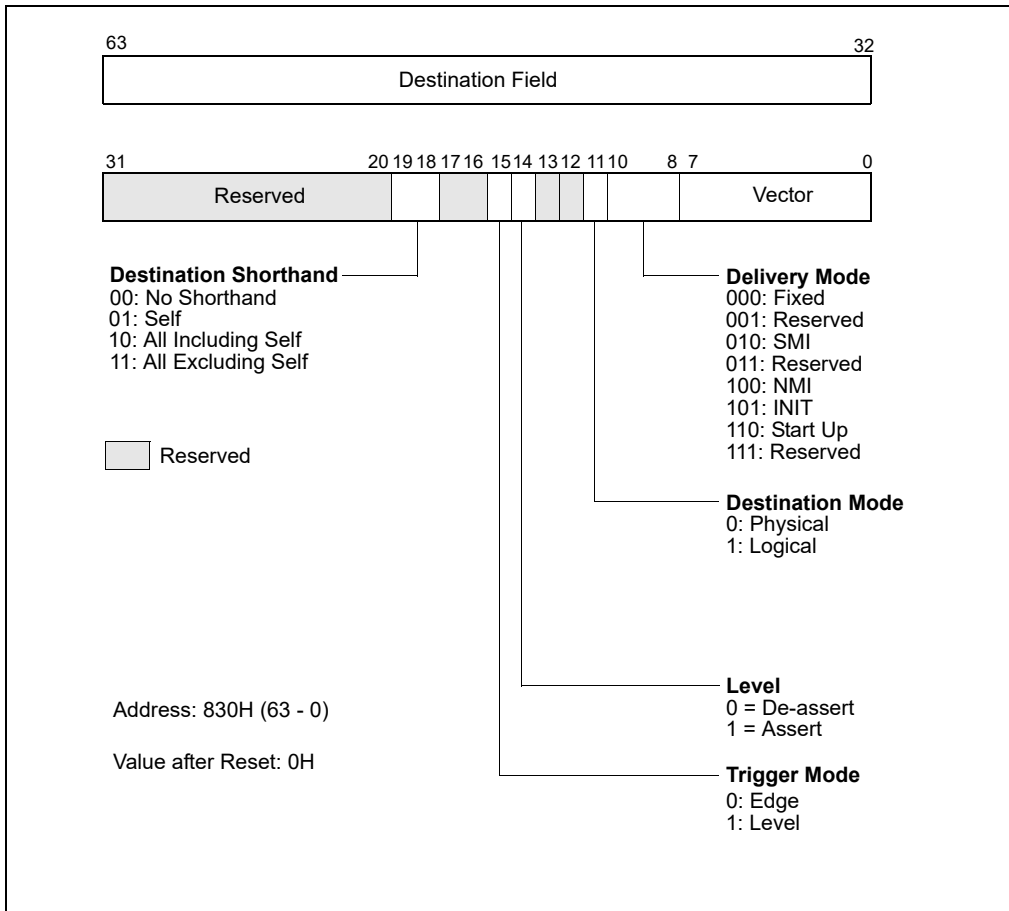 63 32
Destination Field
31 20 19 18 17 16 15 14 13 12 11 10 8 7 0
Reserved Vector
Destination Shorthand
00: No Shorthand
01: Self
10: All Including Self
11: All Excluding Self
Reserved
Delivery Mode
000: Fixed
001: Reserved
010: SMI
011: Reserved
100: NMI
101: INIT
110: Start Up
111: Reserved
Destination Mode
0: Physical
1: Logical
Level
0 = De-assert
1 = Assert
Address: 830H (63 - 0)
Value after Reset: 0H
Trigger Mode
0: Edge
1: Level